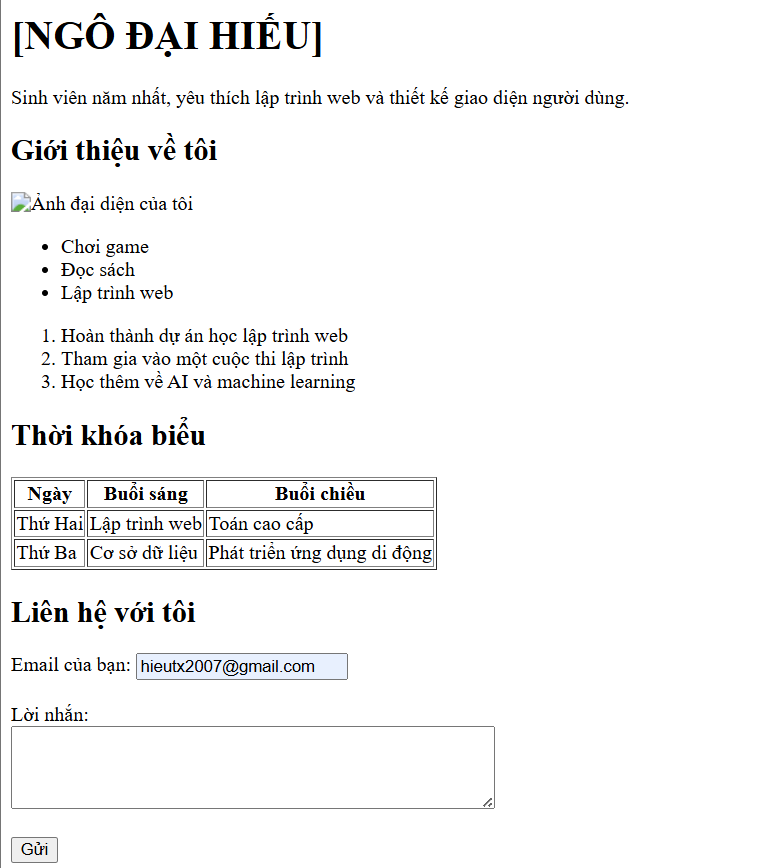 [NGÔ ĐẠI HIẾU]
Sinh viên năm nhất, yêu thích lập trình web và thiết kế giao diện người dùng.
Giới thiệu về tôi
Ảnh đại diện của tôi
• Chơi game
• Đọc sách
• Lập trình web
1. Hoàn thành dự án học lập trình web
2. Tham gia vào một cuộc thi lập trình
3. Học thêm về AI và machine learning
Thời khóa biểu
Ngày Buổi sáng Buổi chiều
Thứ Hai Lập trình web Toán cao cấp
Thứ Ba Cơ sở dữ liệu Phát triển ứng dụng di động
Liên hệ với tôi
Email của bạn: hieutx2007@gmail.com
Lời nhắn:
Gửi